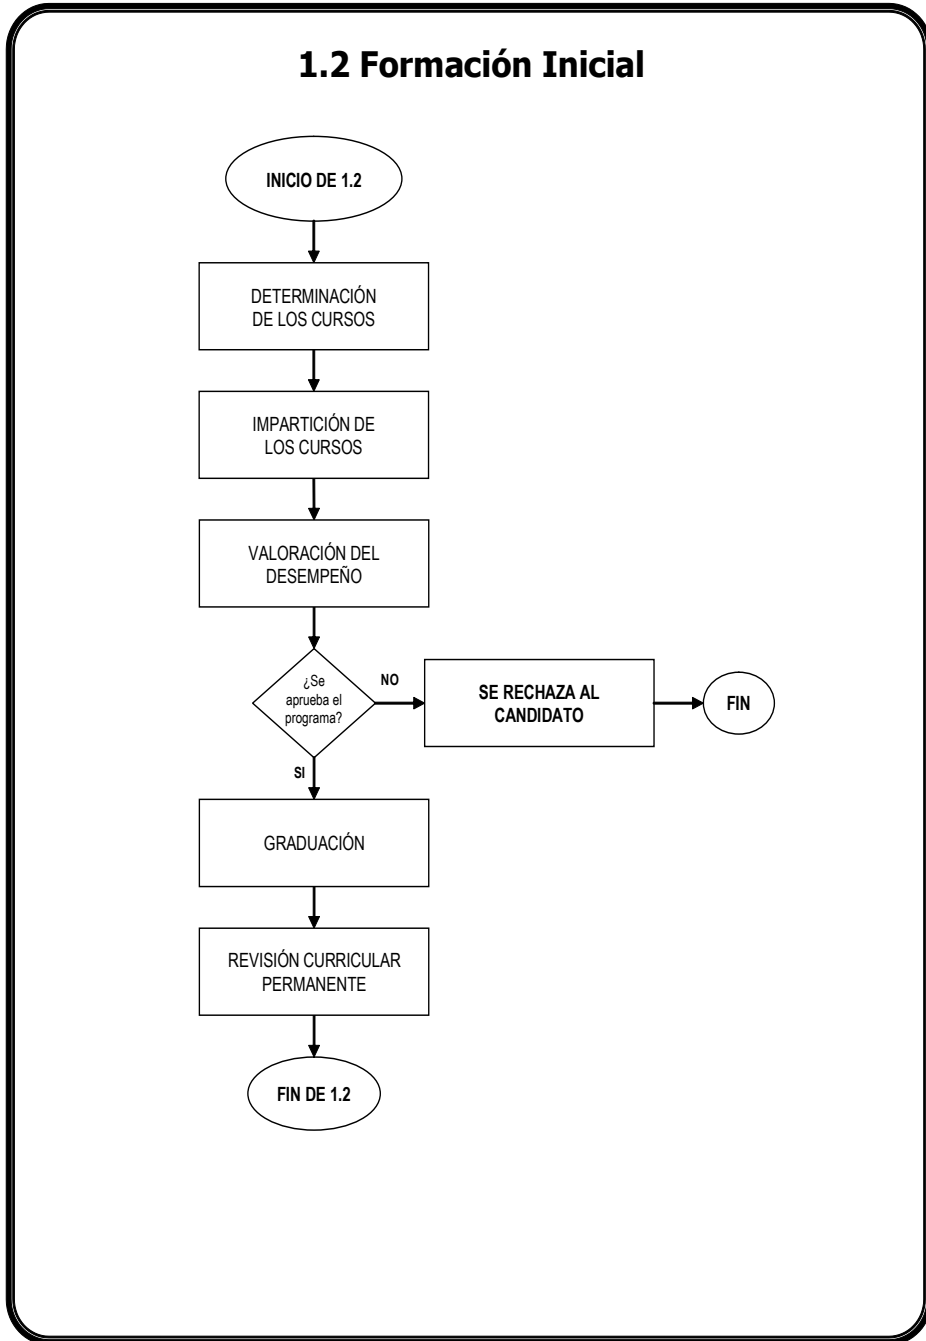 1.2 Formación Inicial
INICIO DE 1.2
DETERMINACIÓN
DE LOS CURSOS
IMPARTICIÓN DE
LOS CURSOS
VALORACIÓN DEL
DESEMPEÑO
¿Se
aprueba el
programa?
NO
SE RECHAZA AL
CANDIDATO
FIN
SI
GRADUACIÓN
REVISIÓN CURRICULAR
PERMANENTE
FIN DE 1.2